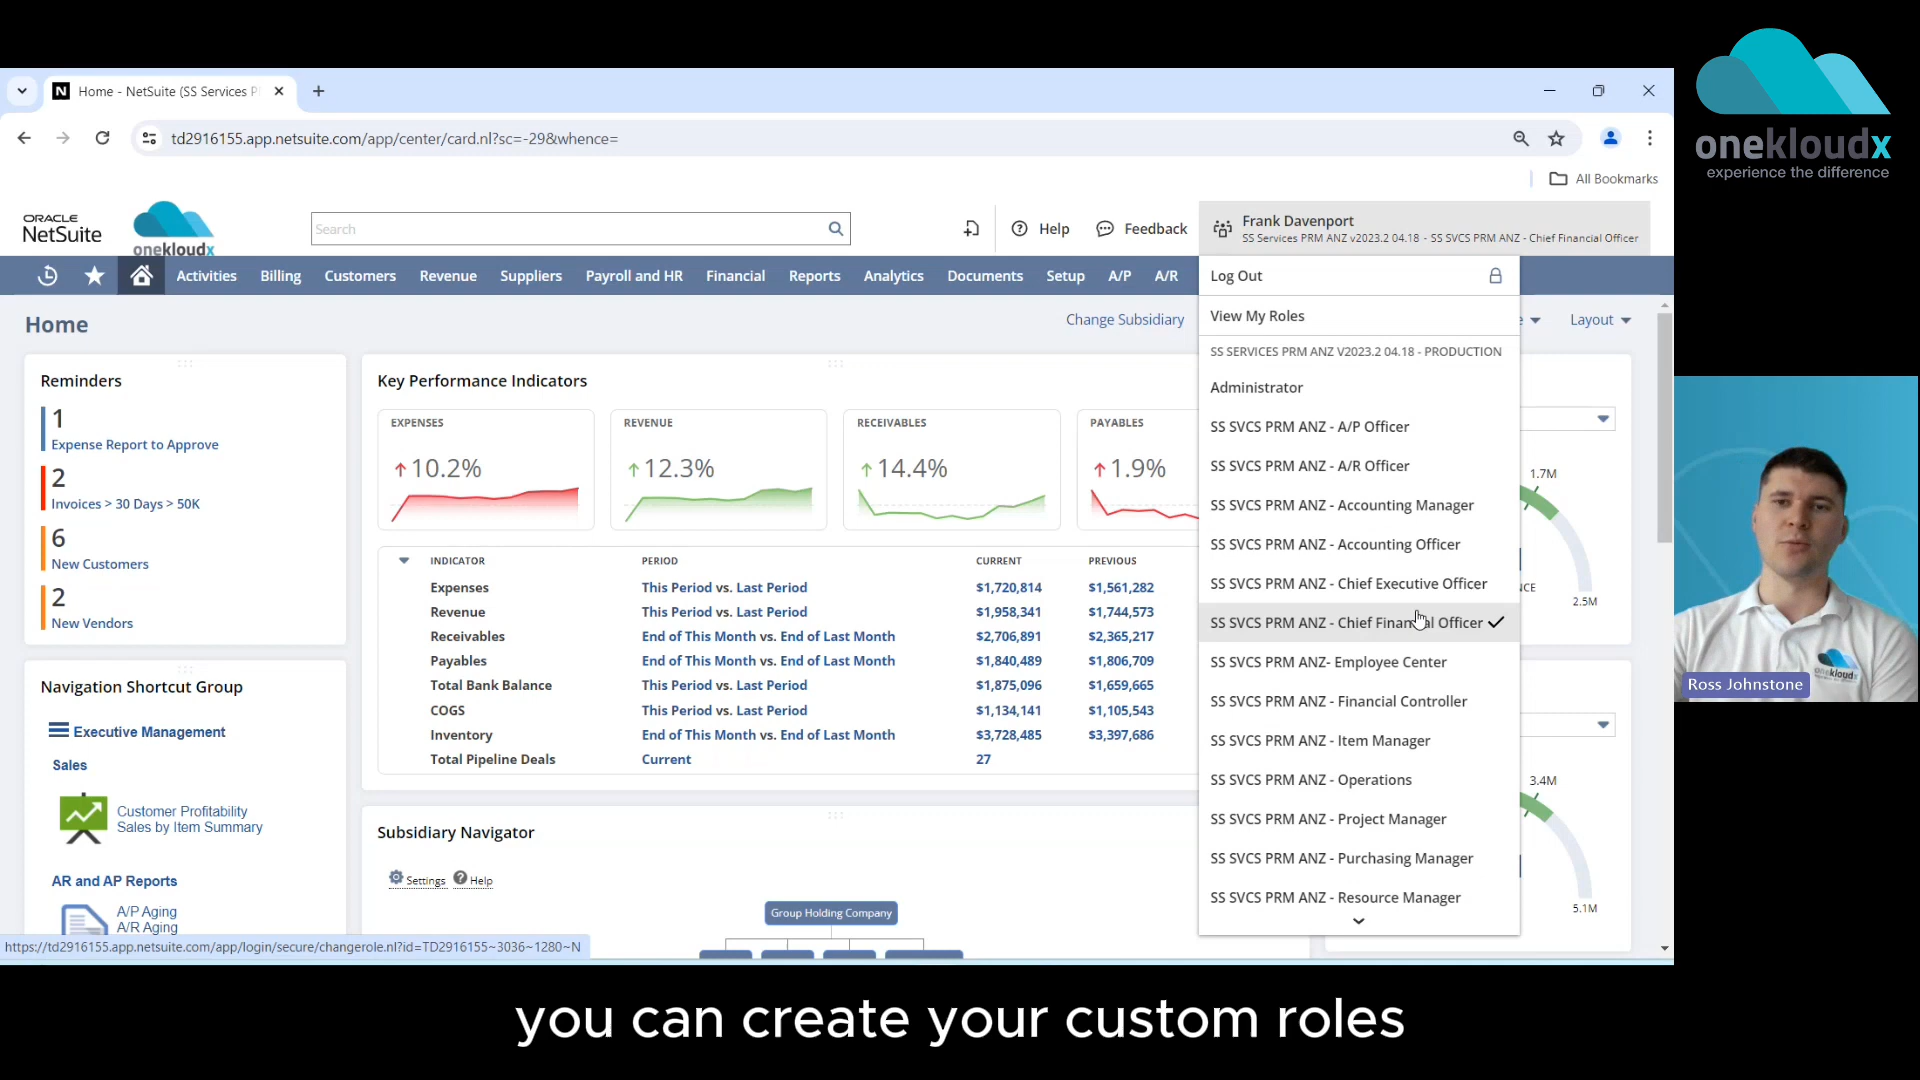 Home - NetSuite (SS Services P
td2916155.app.netsuite.com/app/center/card.nl?sc=-29&whence=
All Bookmarks
onekloudx
experience the difference
ORACLE
NetSuite
onekloudx
Search
Help
Feedback
Frank Davenport
SS Services PRM ANZ v2023.2 04.18 - SS SVCS PRM ANZ - Chief Financial Officer
Activities
Billing
Customers
Revenue
Suppliers
Payroll and HR
Financial
Reports
Analytics
Documents
Setup
A/P
A/R
Home
Change Subsidiary
Layout
Log Out
View My Roles
SS SERVICES PRM ANZ V2023.2 04.18 - PRODUCTION
Administrator
SS SVCS PRM ANZ - A/P Officer
SS SVCS PRM ANZ - A/R Officer
SS SVCS PRM ANZ - Accounting Manager
SS SVCS PRM ANZ - Accounting Officer
SS SVCS PRM ANZ - Chief Executive Officer
SS SVCS PRM ANZ - Chief Financial Officer
SS SVCS PRM ANZ- Employee Center
SS SVCS PRM ANZ - Financial Controller
SS SVCS PRM ANZ - Item Manager
SS SVCS PRM ANZ - Operations
SS SVCS PRM ANZ - Project Manager
SS SVCS PRM ANZ - Purchasing Manager
SS SVCS PRM ANZ - Resource Manager
Reminders
1
Expense Report to Approve
2
Invoices > 30 Days > 50K
6
New Customers
2
New Vendors
Navigation Shortcut Group
Executive Management
Sales
Customer Profitability
Sales by Item Summary
AR and AP Reports
A/P Aging
A/R Aging
Key Performance Indicators
EXPENSES
10.2%
REVENUE
12.3%
RECEIVABLES
14.4%
PAYABLES
1.9%
INDICATOR PERIOD CURRENT PREVIOUS
Expenses This Period vs. Last Period $1,720,814 $1,561,282
Revenue This Period vs. Last Period $1,958,341 $1,744,573
Receivables End of This Month vs. End of Last Month $2,706,891 $2,365,217
Payables End of This Month vs. End of Last Month $1,840,489 $1,806,709
Total Bank Balance This Period vs. Last Period $1,875,096 $1,659,665
COGS This Period vs. Last Period $1,134,141 $1,105,543
Inventory End of This Month vs. End of Last Month $3,728,485 $3,397,686
Total Pipeline Deals Current 27
Subsidiary Navigator
Settings Help
Group Holding Company
1.7M
2.5M
3.4M
5.1M
https://td2916155.app.netsuite.com/app/login/secure/changerole.nl?id=TD2916155~3036~1280~N
onekloudx
Ross Johnstone
you can create your custom roles